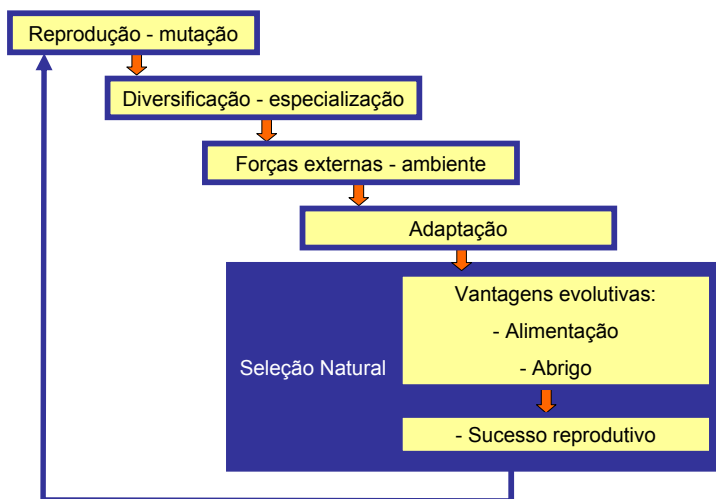 Reprodução - mutação
Diversificação - especialização
Forças externas - ambiente
Adaptação
Vantagens evolutivas:
- Alimentação
Seleção Natural
- Abrigo
- Sucesso reprodutivo